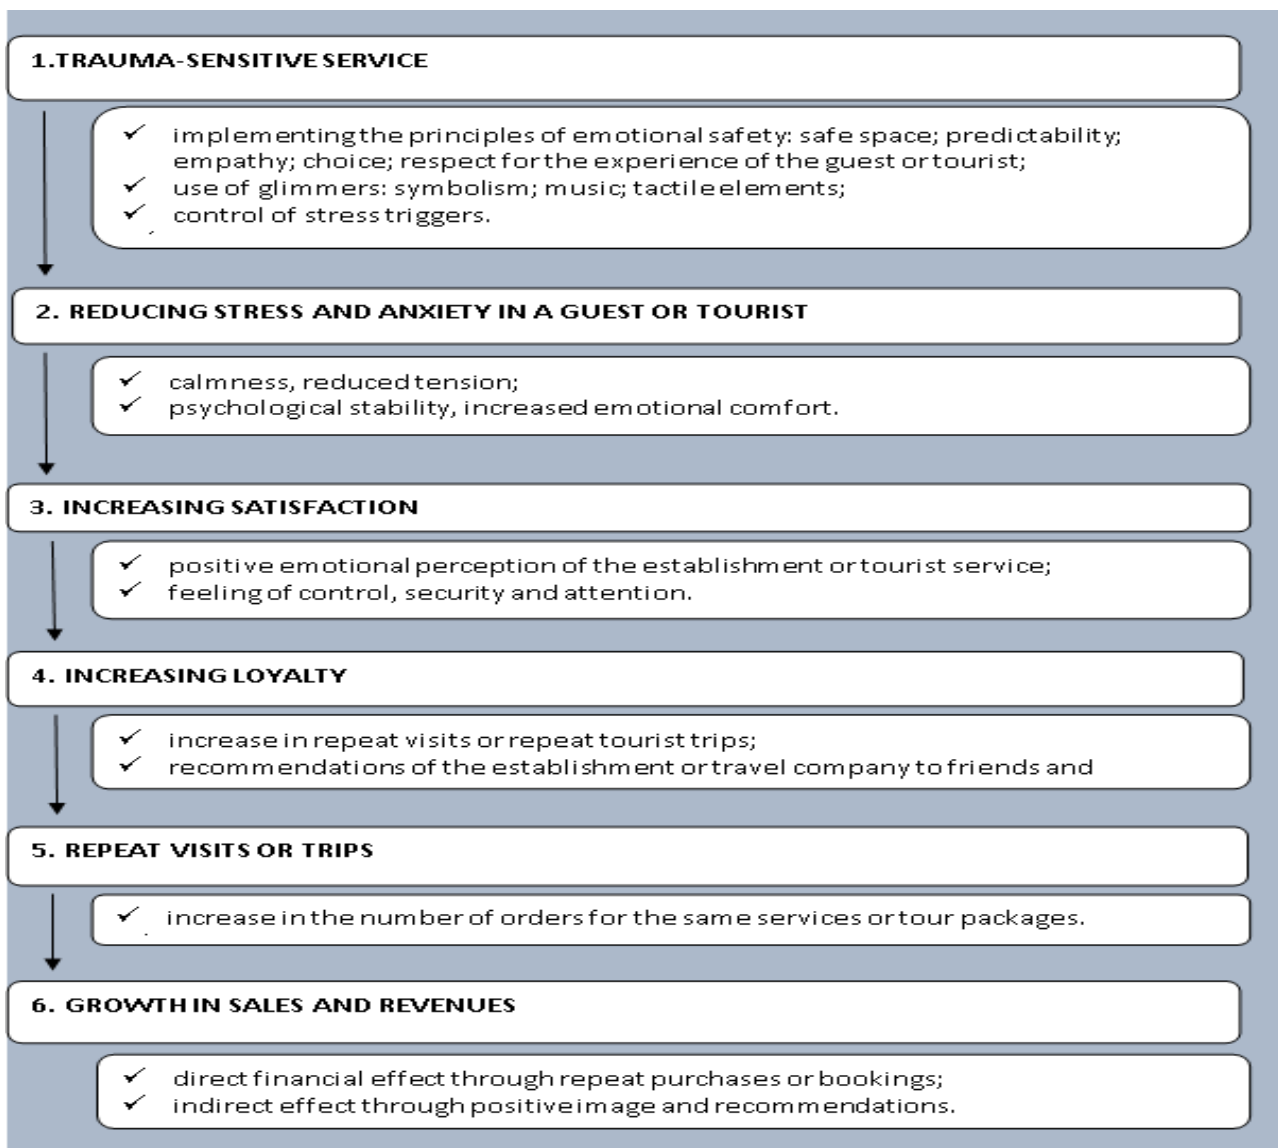 1.TRAUMA-SENSITIVE SERVICE
✓ implementing the principles of emotional safety: safe space; predictability;
empathy; choice; respect for the experience of the guest or tourist;
✓ use of glimmers: symbolism; music; tactile elements;
✓ control of stress triggers.
2. REDUCING STRESS AND ANXIETY IN A GUEST OR TOURIST
✓ calmness, reduced tension;
✓ psychological stability, increased emotional comfort.
3. INCREASING SATISFACTION
✓ positive emotional perception of the establishment or tourist service;
✓ feeling of control, security and attention.
4. INCREASING LOYALTY
✓ increase in repeat visits or repeat tourist trips;
✓ recommendations of the establishment or travel company to friends and
5. REPEAT VISITS OR TRIPS
✓ increase in the number of orders for the same services or tour packages.
6. GROWTH IN SALES AND REVENUES
✓ direct financial effect through repeat purchases or bookings;
✓ indirect effect through positive image and recommendations.